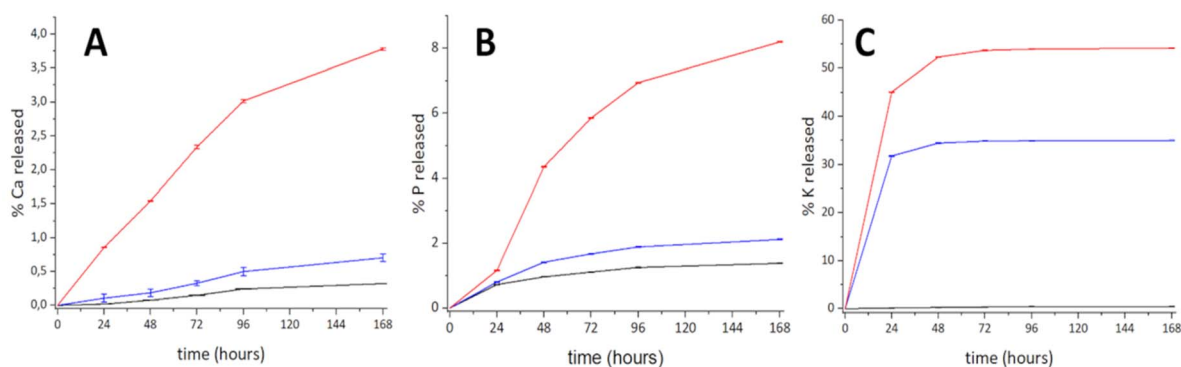 A
% Ca released
4,0
3,5
3,0
2,5
2,0
1,5
1,0
0,5
0,0
0 24 48 72 96 120 144 168
time (hours)
B
% P released
8
6
4
2
0
0 24 48 72 96 120 144 168
time (hours)
C
% K released
60
50
40
30
20
10
0
0 24 48 72 96 120 144 168
time (hours)